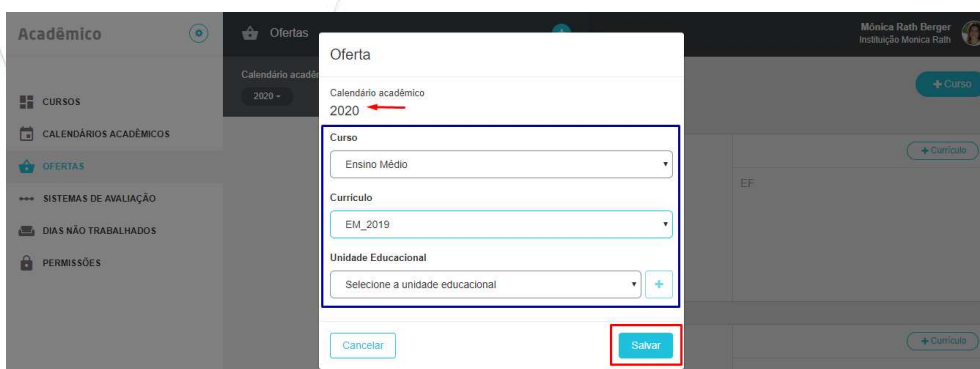 Acadêmico
CURSOS
CALENDÁRIOS ACADÊMICOS
OFERTAS
SISTEMAS DE AVALIAÇÃO
DIAS NÃO TRABALHADOS
PERMISSÕES
Ofertas
Mônica Rath Berger
Instituição Monica Rath
Calendário acadêm
2020
+ Curso
Oferta
Calendário acadêmico
2020
Curso
Ensino Médio
Currículo
EM_2019
Unidade Educacional
Selecione a unidade educacional
+
Cancelar
Salvar
+ Currículo
EF
+ Currículo